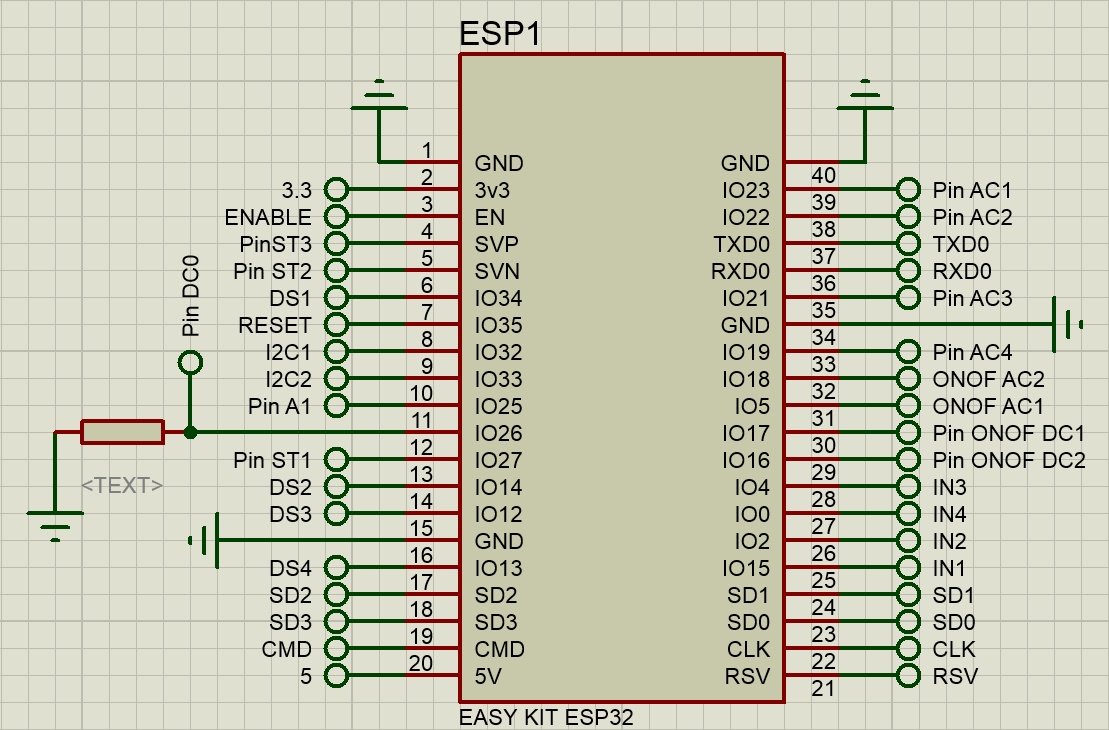 ESP1
1 GND GND 40
3.3 2 3v3 IO23 39 Pin AC1
ENABLE 3 EN IO22 38 Pin AC2
PinST3 4 SVP TXD0 37 TXD0
Pin ST2 5 SVN RXD0 36 RXD0
DS1 6 IO34 IO21 35 Pin AC3
RESET 7 IO35 GND 34
I2C1 8 IO32 IO19 33 Pin AC4
I2C2 9 IO33 IO18 32 ONOF AC2
Pin A1 10 IO25 IO5 31 ONOF AC1
Pin DC0 11 IO26 IO17 30 Pin ONOF DC1
Pin ST1 12 IO27 IO16 29 Pin ONOF DC2
<TEXT>
DS2 13 IO14 IO4 28 IN3
DS3 14 IO12 IO0 27 IN4
15 GND IO2 26 IN2
DS4 16 IO13 IO15 25 IN1
SD2 17 SD2 SD1 24 SD1
SD3 18 SD3 SD0 23 SD0
CMD 19 CMD CLK 22 CLK
5 20 5V RSV 21 RSV
EASY KIT ESP32